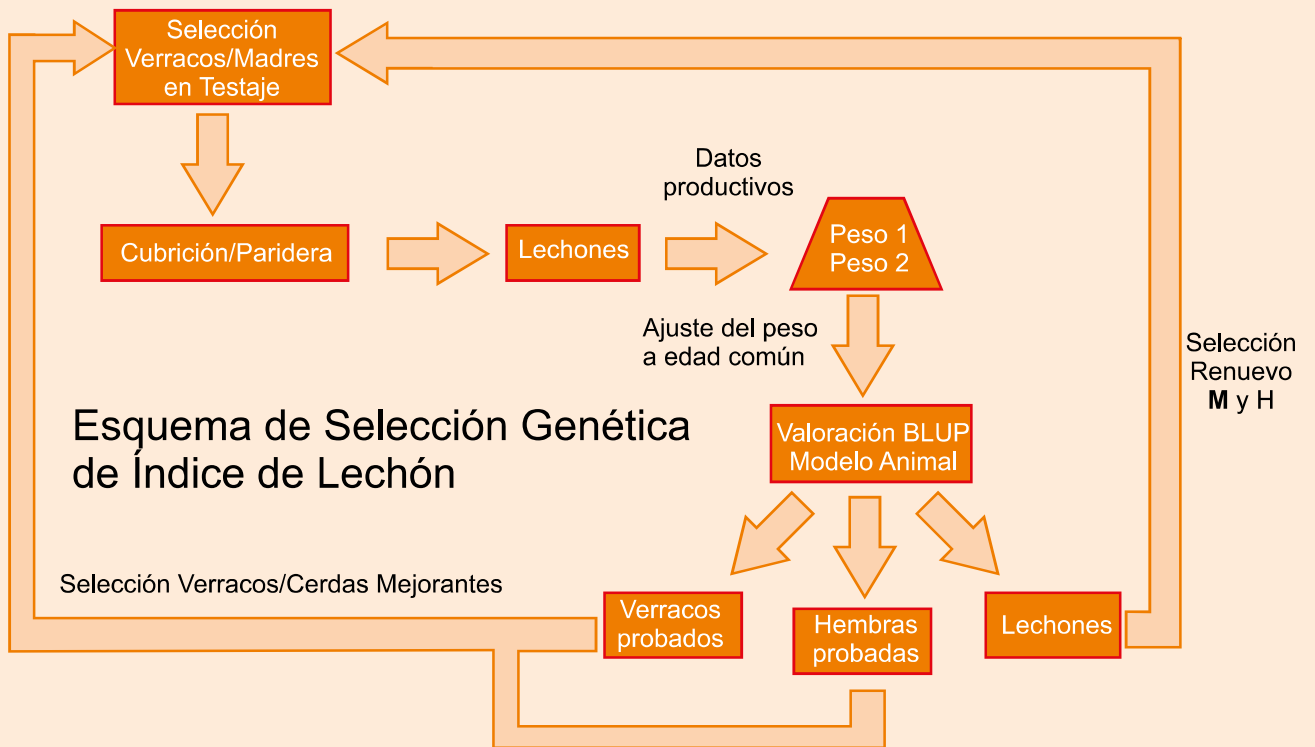 Selección
Verracos/Madres
en Testaje
Datos
productivos
Cubrición/Paridera
Lechones
Peso 1
Peso 2
Ajuste del peso
a edad común
Selección
Renuevo
M y H
Esquema de Selección Genética
de Índice de Lechón
Valoración BLUP
Modelo Animal
Selección Verracos/Cerdas Mejorantes
Verracos
probados
Hembras
probadas
Lechones